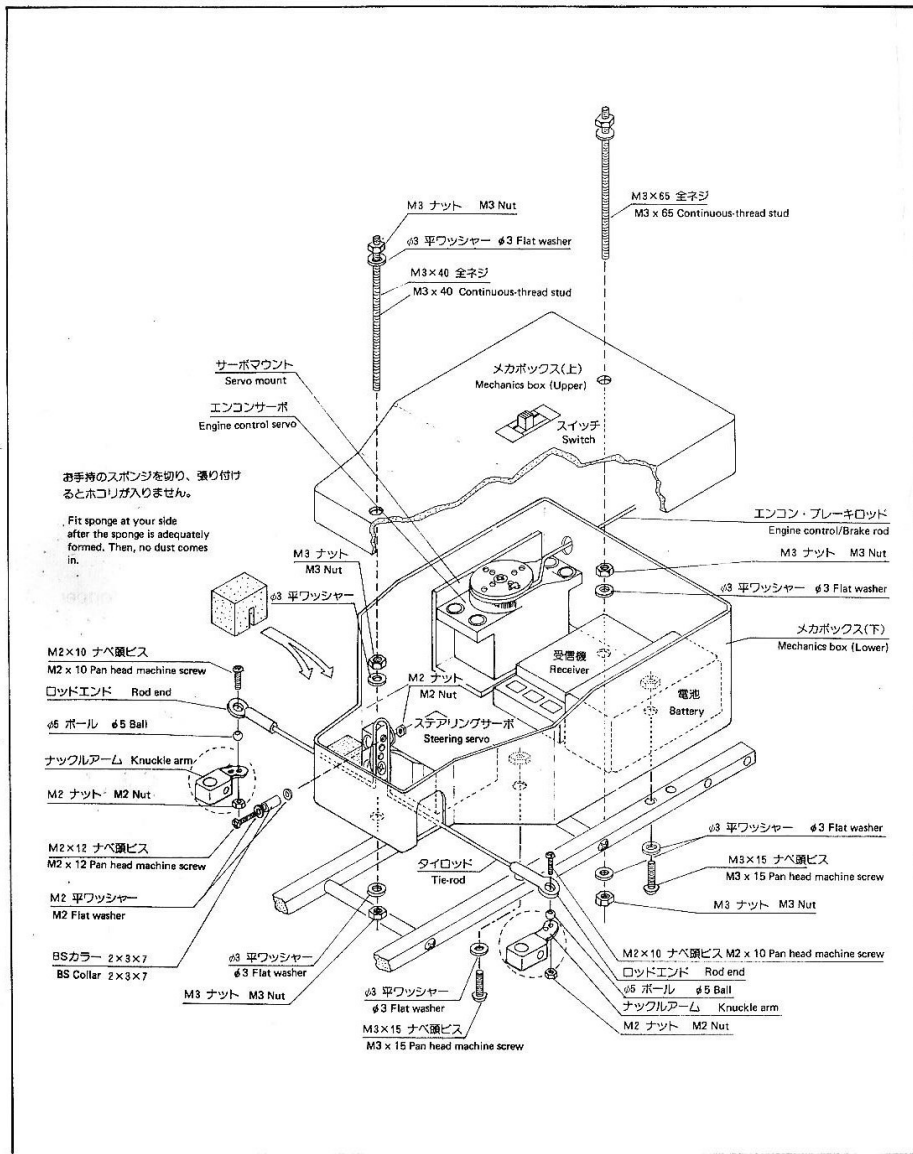 M3×65 全ネジ
M3 x 65 Continuous-thread stud
M3 ナット M3 Nut
φ3 平ワッシャー φ3 Flat washer
M3×40 全ネジ
M3 x 40 Continuous-thread stud
サーボマウント
Servo mount
メカボックス(上)
Mechanics box (Upper)
エンコンサーボ
Engine control servo
スイッチ
Switch
お手持のスポンジを切り、張り付け
るとホコリが入りません。
Fit sponge at your side
after the sponge is adequately
formed. Then, no dust comes
in.
エンコン・ブレーキロッド
Engine control/Brake rod
M3 ナット M3 Nut
M3 ナット
M3 Nut
φ3 平ワッシャー φ3 Flat washer
φ3 平ワッシャー
メカボックス(下)
Mechanics box (Lower)
受信機
Receiver
M2×10 ナベ頭ビス
M2 x 10 Pan head machine screw
M2 ナット
M2 Nut
電池
Battery
ロッドエンド Rod end
ステアリングサーボ
Steering servo
φ5 ボール φ5 Ball
ナックルアーム Knuckle arm
M2 ナット M2 Nut
φ3 平ワッシャー φ3 Flat washer
M2×12 ナベ頭ビス
M2 x 12 Pan head machine screw
タイロッド
Tie-rod
M3×15 ナベ頭ビス
M3 x 15 Pan head machine screw
M2 平ワッシャー
M2 Flat washer
M3 ナット M3 Nut
BSカラー 2×3×7
BS Collar 2×3×7
φ3 平ワッシャー
φ3 Flat washer
M2×10 ナベ頭ビス M2 x 10 Pan head machine screw
ロッドエンド Rod end
M3 ナット M3 Nut
φ3 平ワッシャー
φ3 Flat washer
φ5 ボール φ5 Ball
ナックルアーム Knuckle arm
M3×15 ナベ頭ビス
M3 x 15 Pan head machine screw
M2 ナット M2 Nut